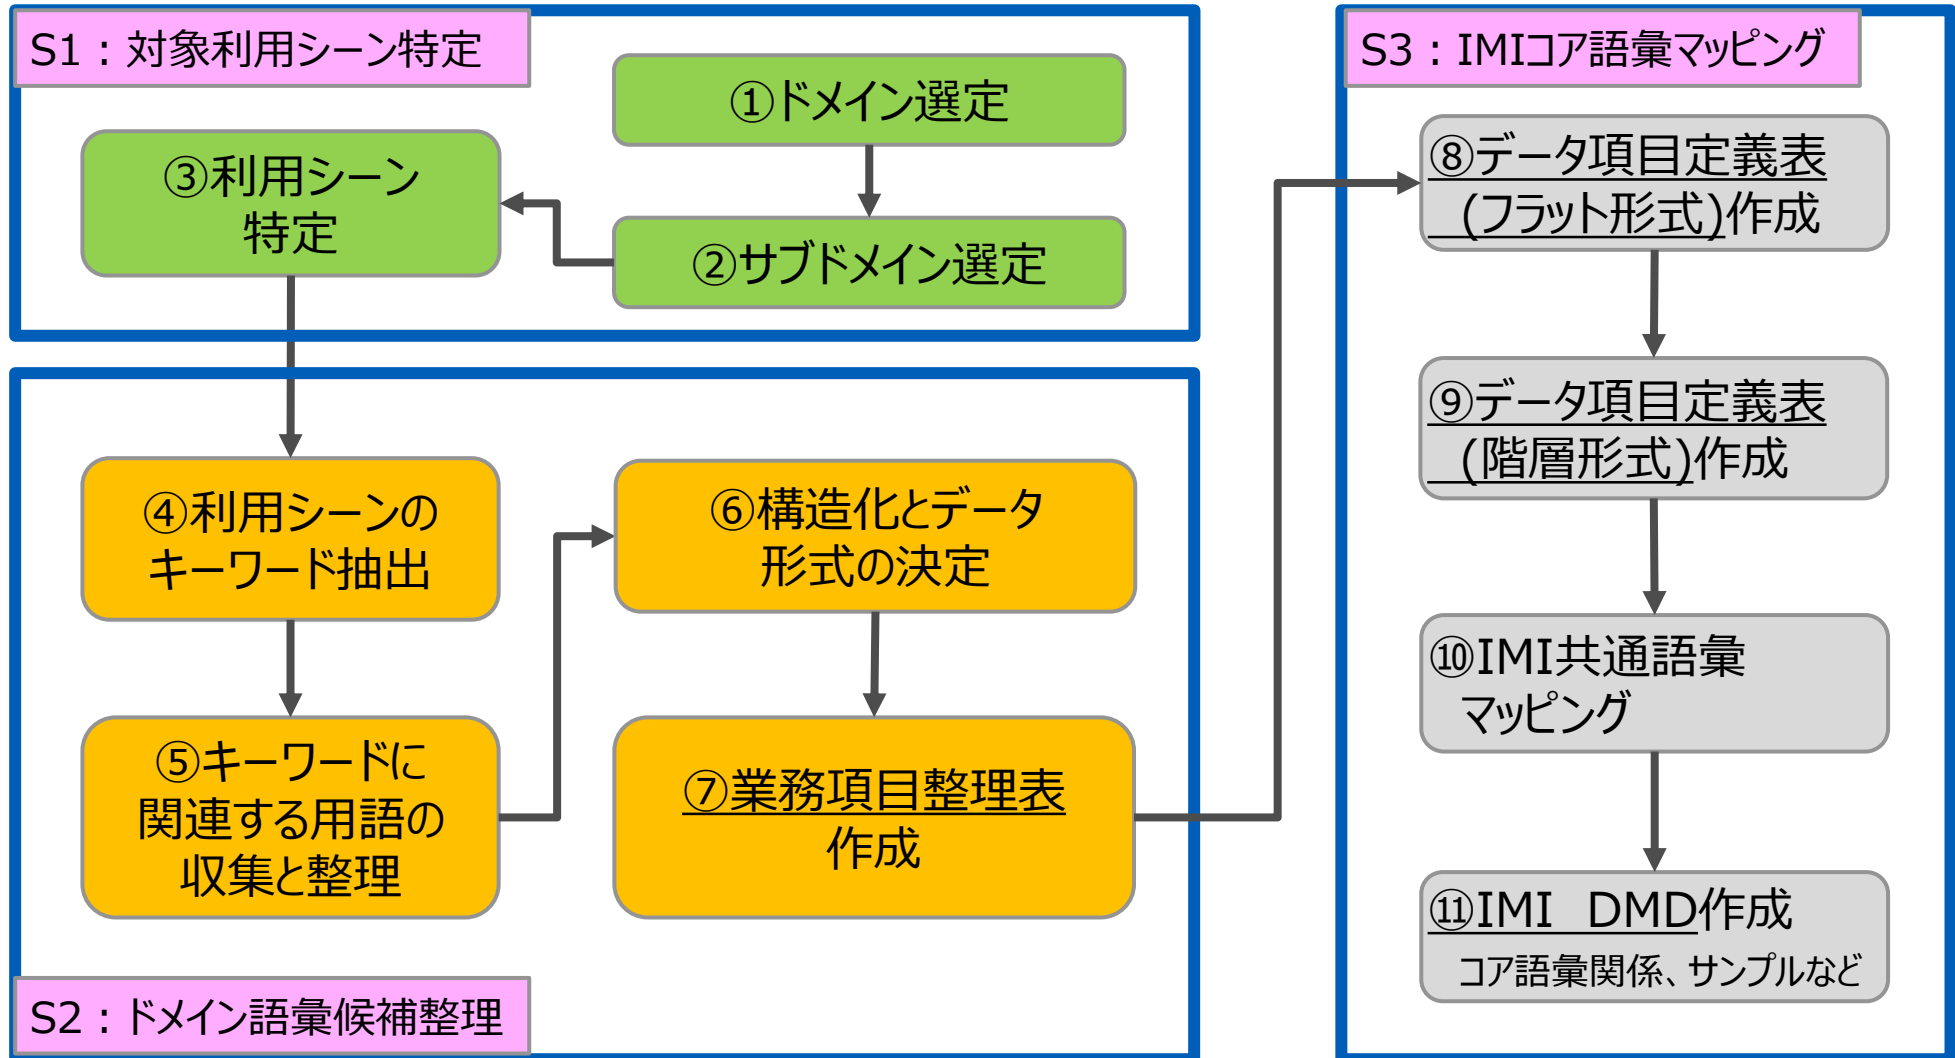 S1：対象利用シーン特定
①ドメイン選定
②サブドメイン選定
③利用シーン
特定
S2：ドメイン語彙候補整理
④利用シーンの
キーワード抽出
⑤キーワードに
関連する用語の
収集と整理
⑥構造化とデータ
形式の決定
⑦業務項目整理表
作成
S3：IMIコア語彙マッピング
⑧データ項目定義表
(フラット形式)作成
⑨データ項目定義表
(階層形式)作成
⑩IMI共通語彙
マッピング
⑪IMI　DMD作成
コア語彙関係、サンプルなど